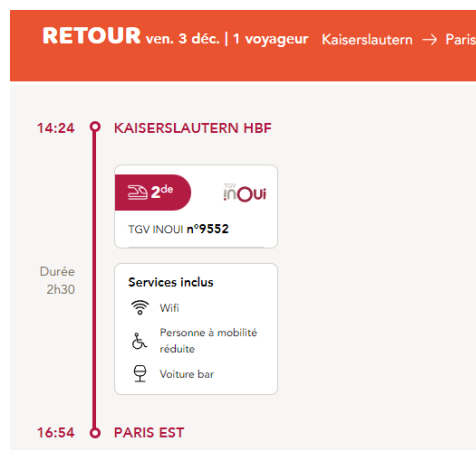 RETOUR ven. 3 déc. | 1 voyageur Kaiserslautern → Paris
14:24 KAISERSLAUTERN HBF
2de TGV inOui
TGV INOUI n°9552
Durée
2h30
Services inclus
Wifi
Personne à mobilité
réduite
Voiture bar
16:54 PARIS EST